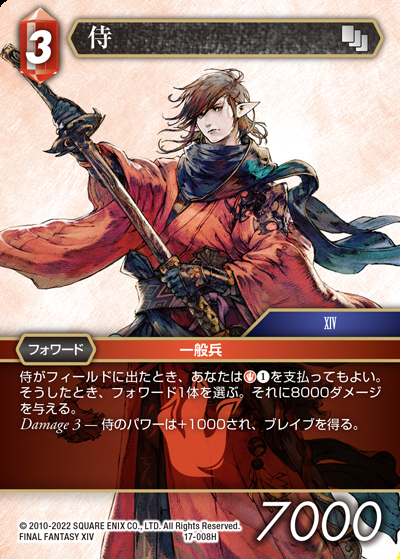 3
侍
XIV
フォワード
一般兵
侍がフィールドに出たとき、あなたは1を支払ってもよい。
そうしたとき、フォワード1体を選ぶ。それに8000ダメージ
を与える。
Damage 3 — 侍のパワーは+1000され、ブレイブを得る。
© 2010-2022 SQUARE ENIX CO., LTD. All Rights Reserved.
FINAL FANTASY XIV
17-008H
7000